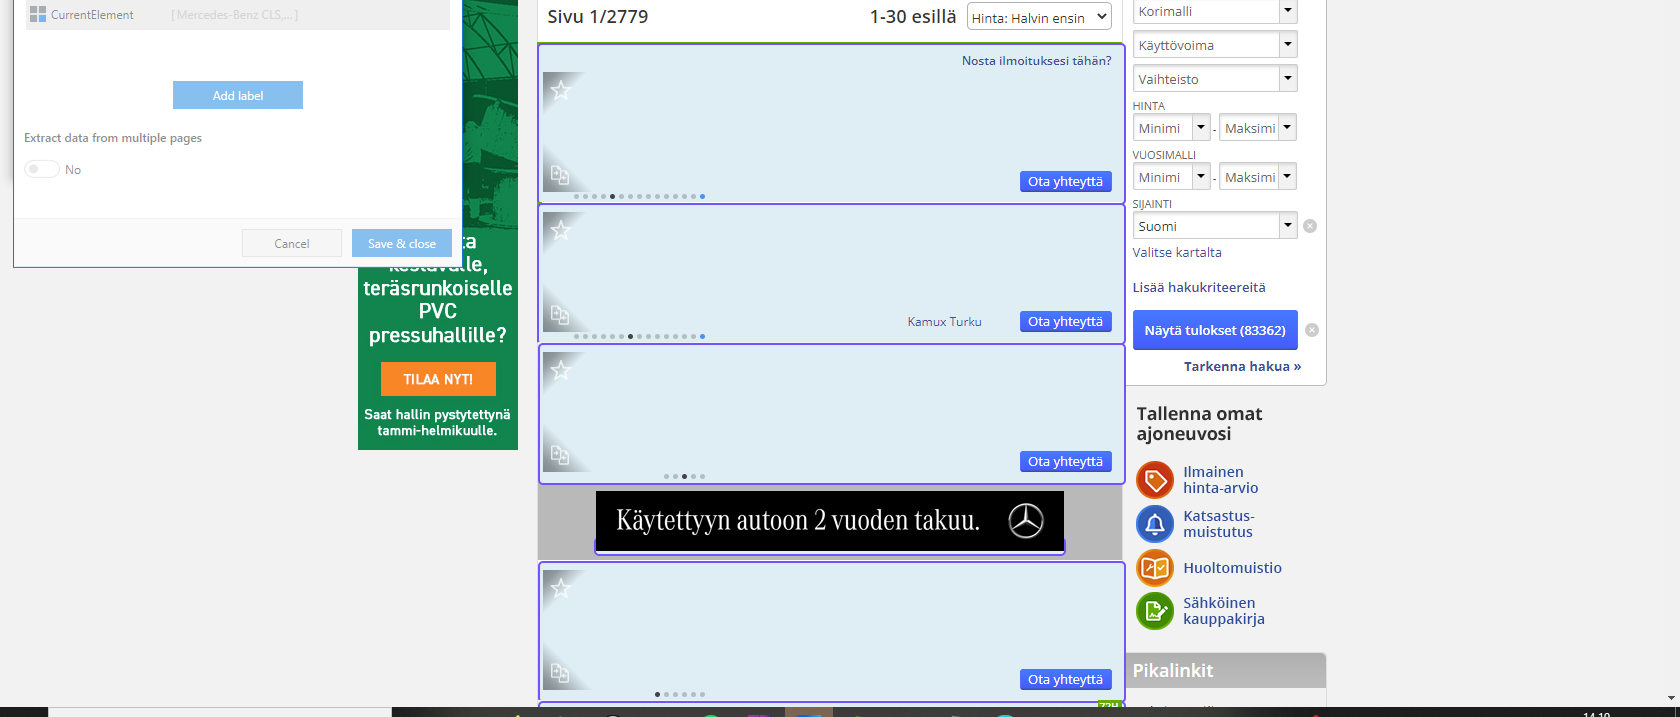 CurrentElement [Mercedes-Benz CLS,... ]
Add label
Extract data from multiple pages
No
Cancel
Save & close
teräsrunkoiselle
PVC
pressuhallille?
TILAA NYT!
Saat hallin pystytettynä
tammi-helmikuulle.
Sivu 1/2779
1-30 esillä
Hinta: Halvin ensin
Nosta ilmoituksesi tähän?
Ota yhteyttä
Kamux Turku
Ota yhteyttä
Ota yhteyttä
Käytettyyn autoon 2 vuoden takuu.
Ota yhteyttä
72H
Korimalli
Käyttövoima
Vaihteisto
HINTA
Minimi - Maksimi
VUOSIMALLI
Minimi - Maksimi
SIJAINTI
Suomi
Valitse kartalta
Lisää hakukriteereitä
Näytä tulokset (83362)
Tarkenna hakua »
Tallenna omat
ajoneuvosi
Ilmainen
hinta-arvio
Katsastus-
muistutus
Huoltomuistio
Sähköinen
kauppakirja
Pikalinkit